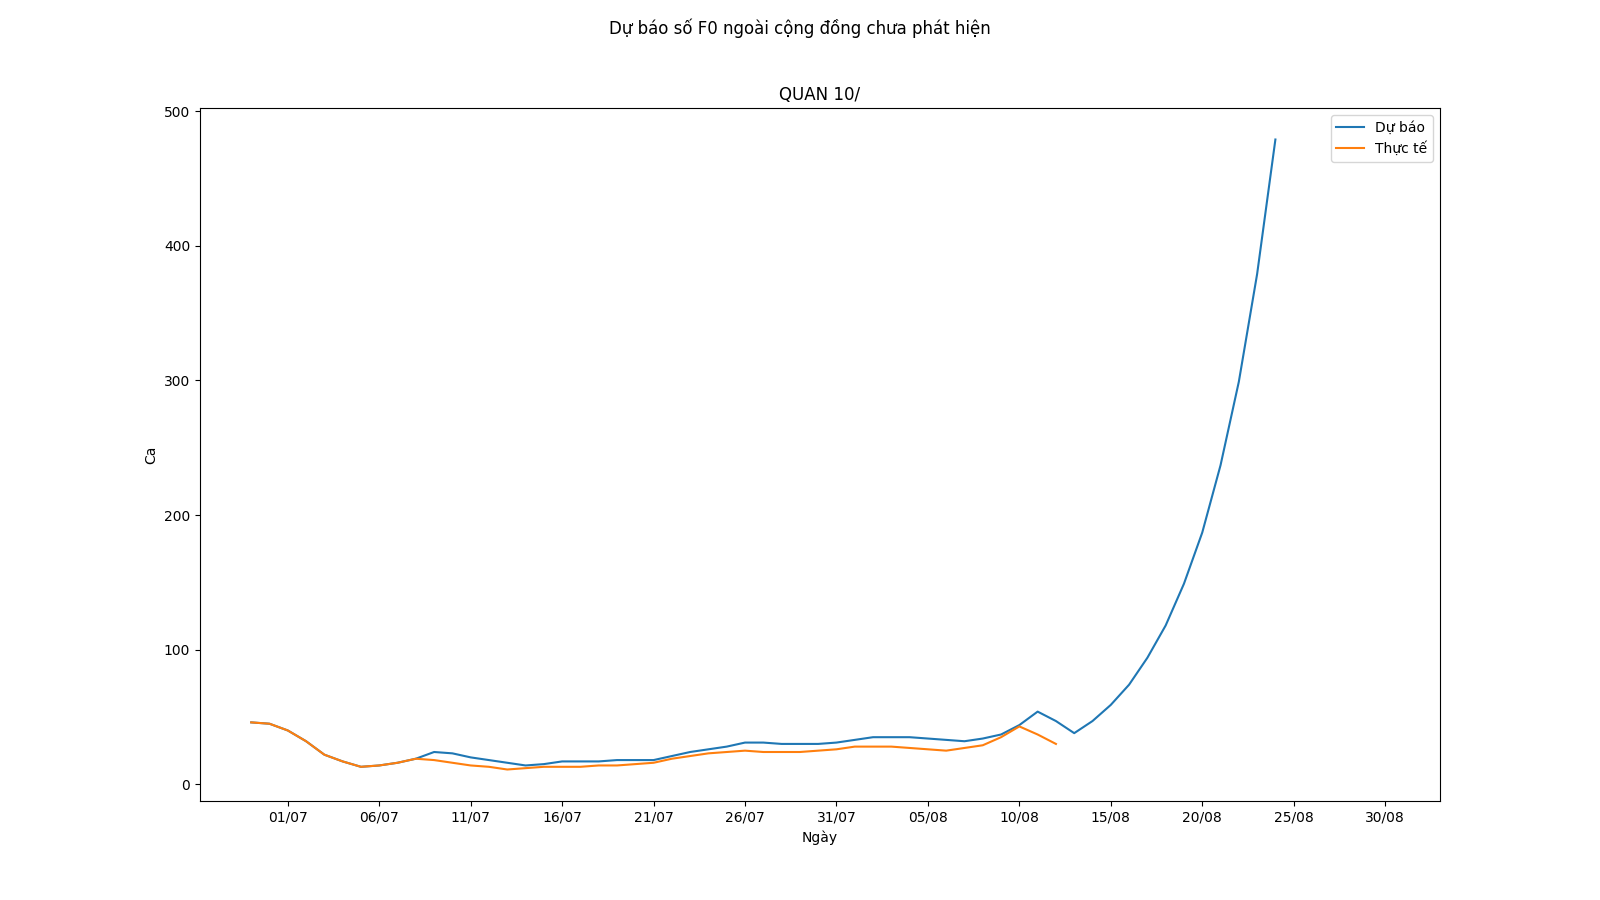 Dự báo số F0 ngoài cộng đồng chưa phát hiện
QUAN 10/
500
400
300
200
100
0
Ca
Dự báo
Thực tế
01/07 06/07 11/07 16/07 21/07 26/07 31/07 05/08 10/08 15/08 20/08 25/08 30/08
Ngày